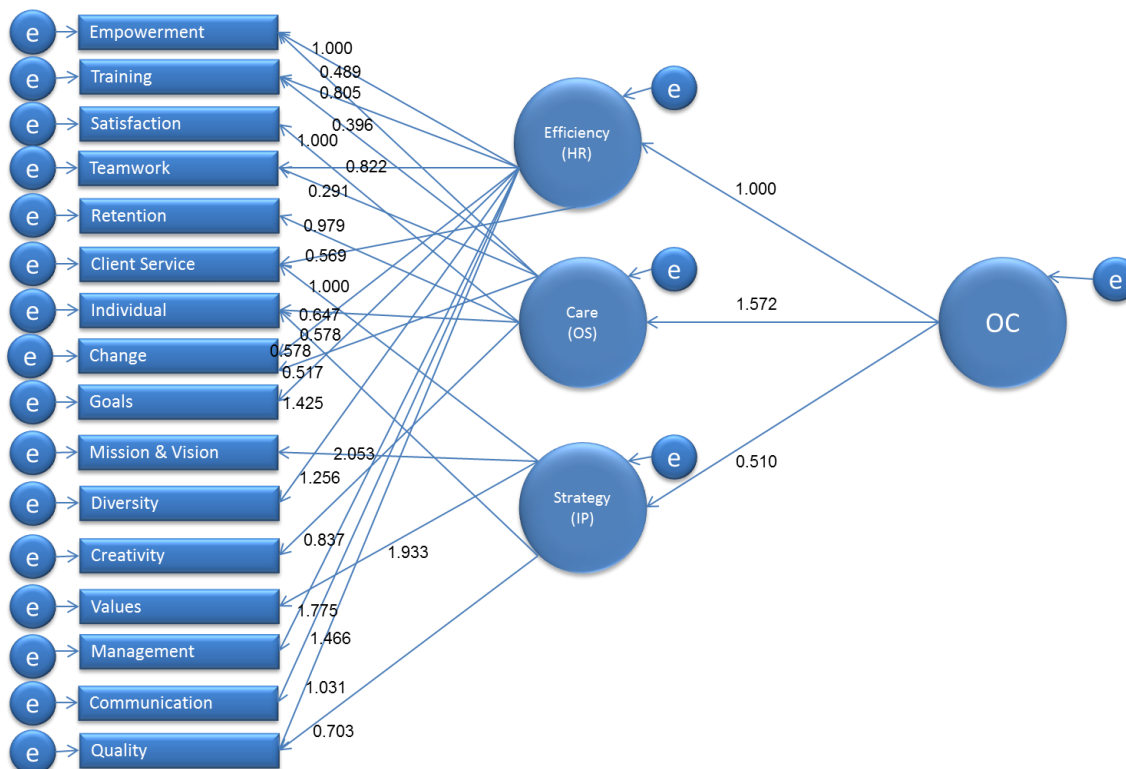 e
Empowerment
e
Training
e
Satisfaction
e
Teamwork
e
Retention
e
Client Service
e
Individual
e
Change
e
Goals
e
Mission & Vision
e
Diversity
e
Creativity
e
Values
e
Management
e
Communication
e
Quality
1.000
0.489
0.805
0.396
1.000
0.822
0.291
0.979
0.569
1.000
0.647
0.578
0.578
0.517
1.425
2.053
1.256
0.837
1.933
1.775
1.466
1.031
0.703
Efficiency
(HR)
e
Care
(OS)
e
Strategy
(IP)
e
1.000
1.572
0.510
OC
e